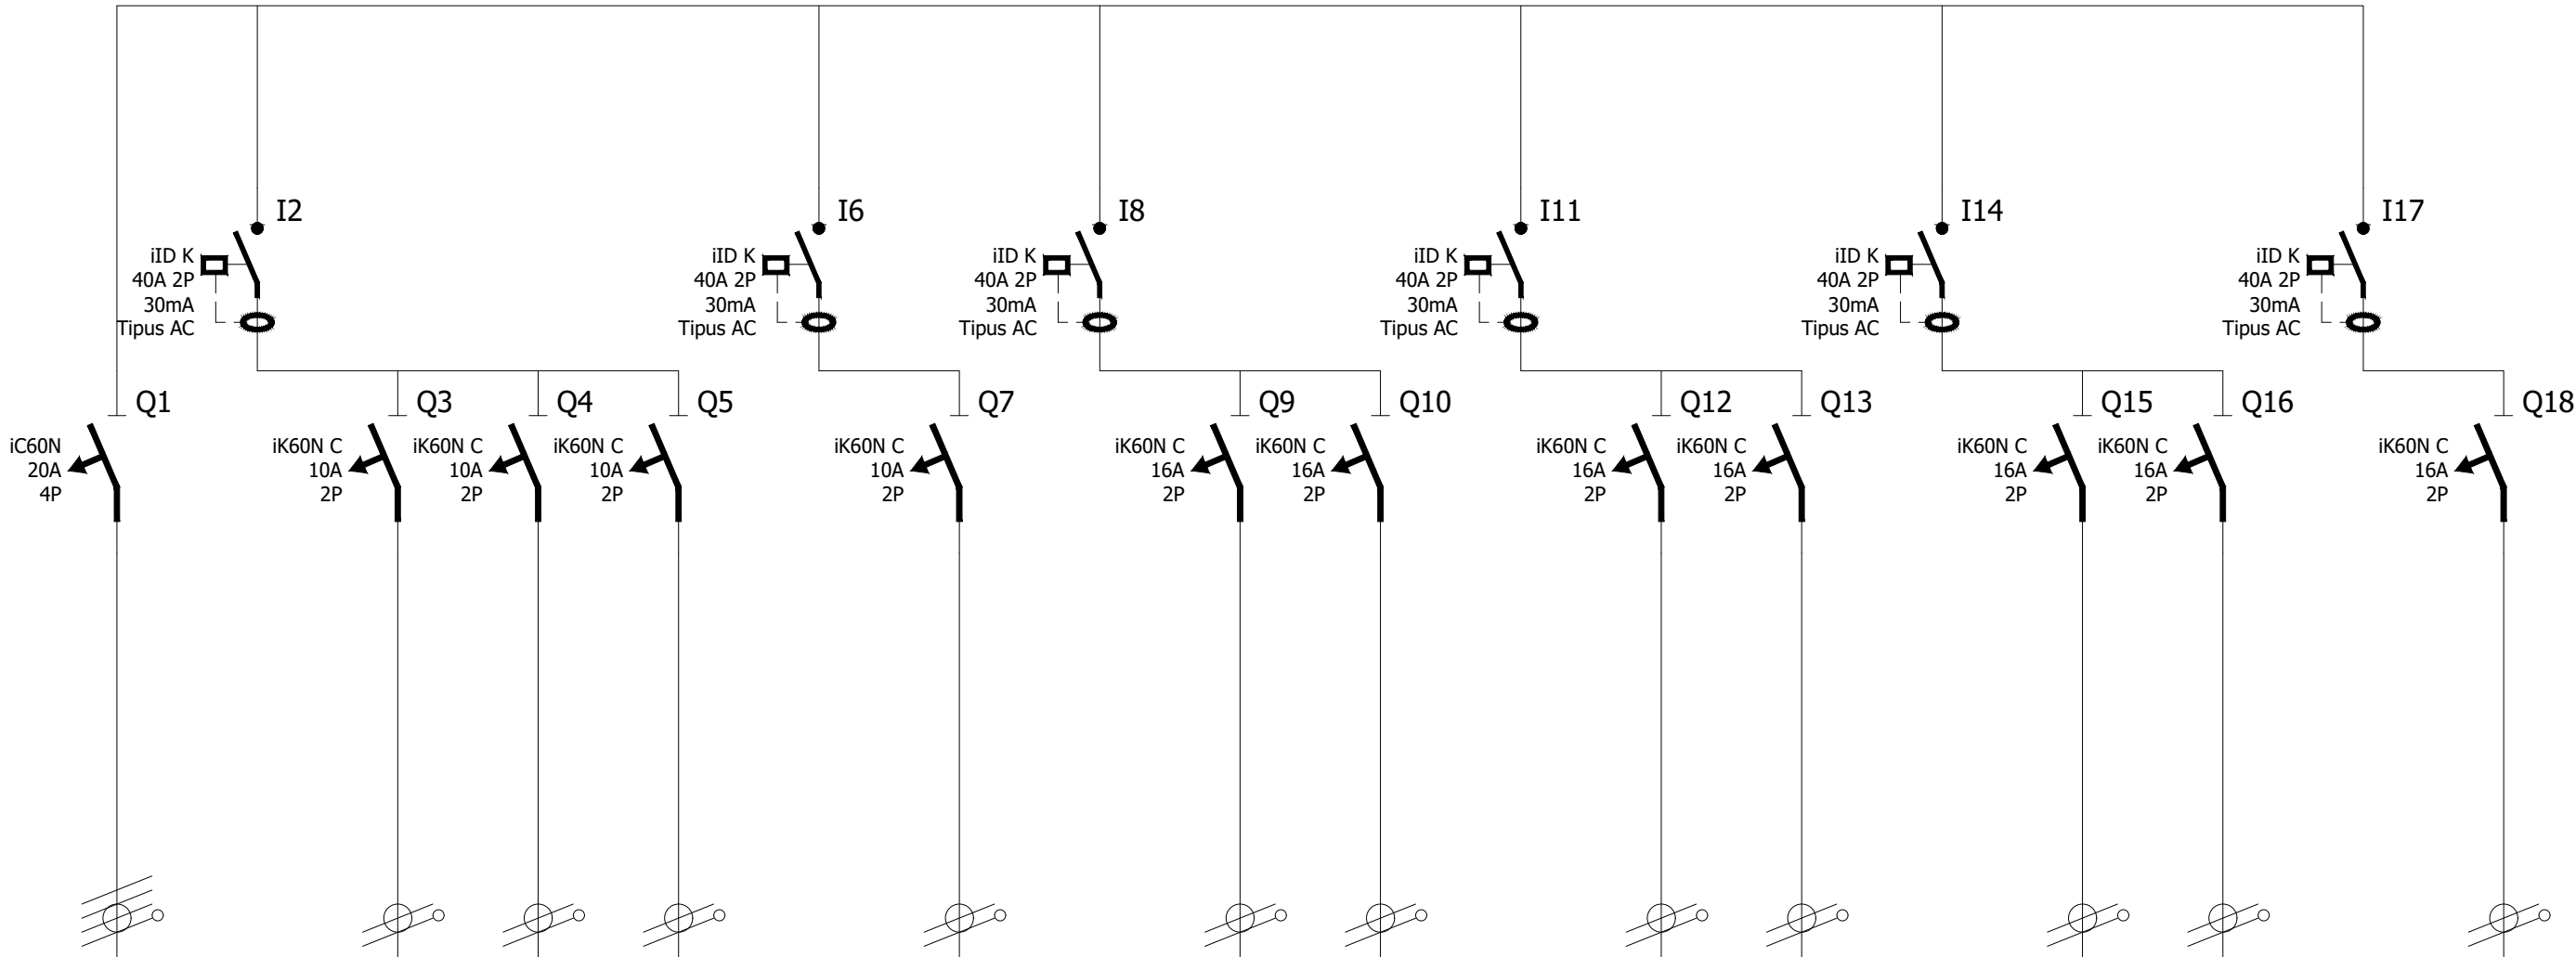 I2
iID K
40A 2P
30mA
Tipus AC
I6
iID K
40A 2P
30mA
Tipus AC
I8
iID K
40A 2P
30mA
Tipus AC
I11
iID K
40A 2P
30mA
Tipus AC
I14
iID K
40A 2P
30mA
Tipus AC
I17
iID K
40A 2P
30mA
Tipus AC
Q1
iC60N
20A
4P
Q3
iK60N C
10A
2P
Q4
iK60N C
10A
2P
Q5
iK60N C
10A
2P
Q7
iK60N C
10A
2P
Q9
iK60N C
16A
2P
Q10
iK60N C
16A
2P
Q12
iK60N C
16A
2P
Q13
iK60N C
16A
2P
Q15
iK60N C
16A
2P
Q16
iK60N C
16A
2P
Q18
iK60N C
16A
2P